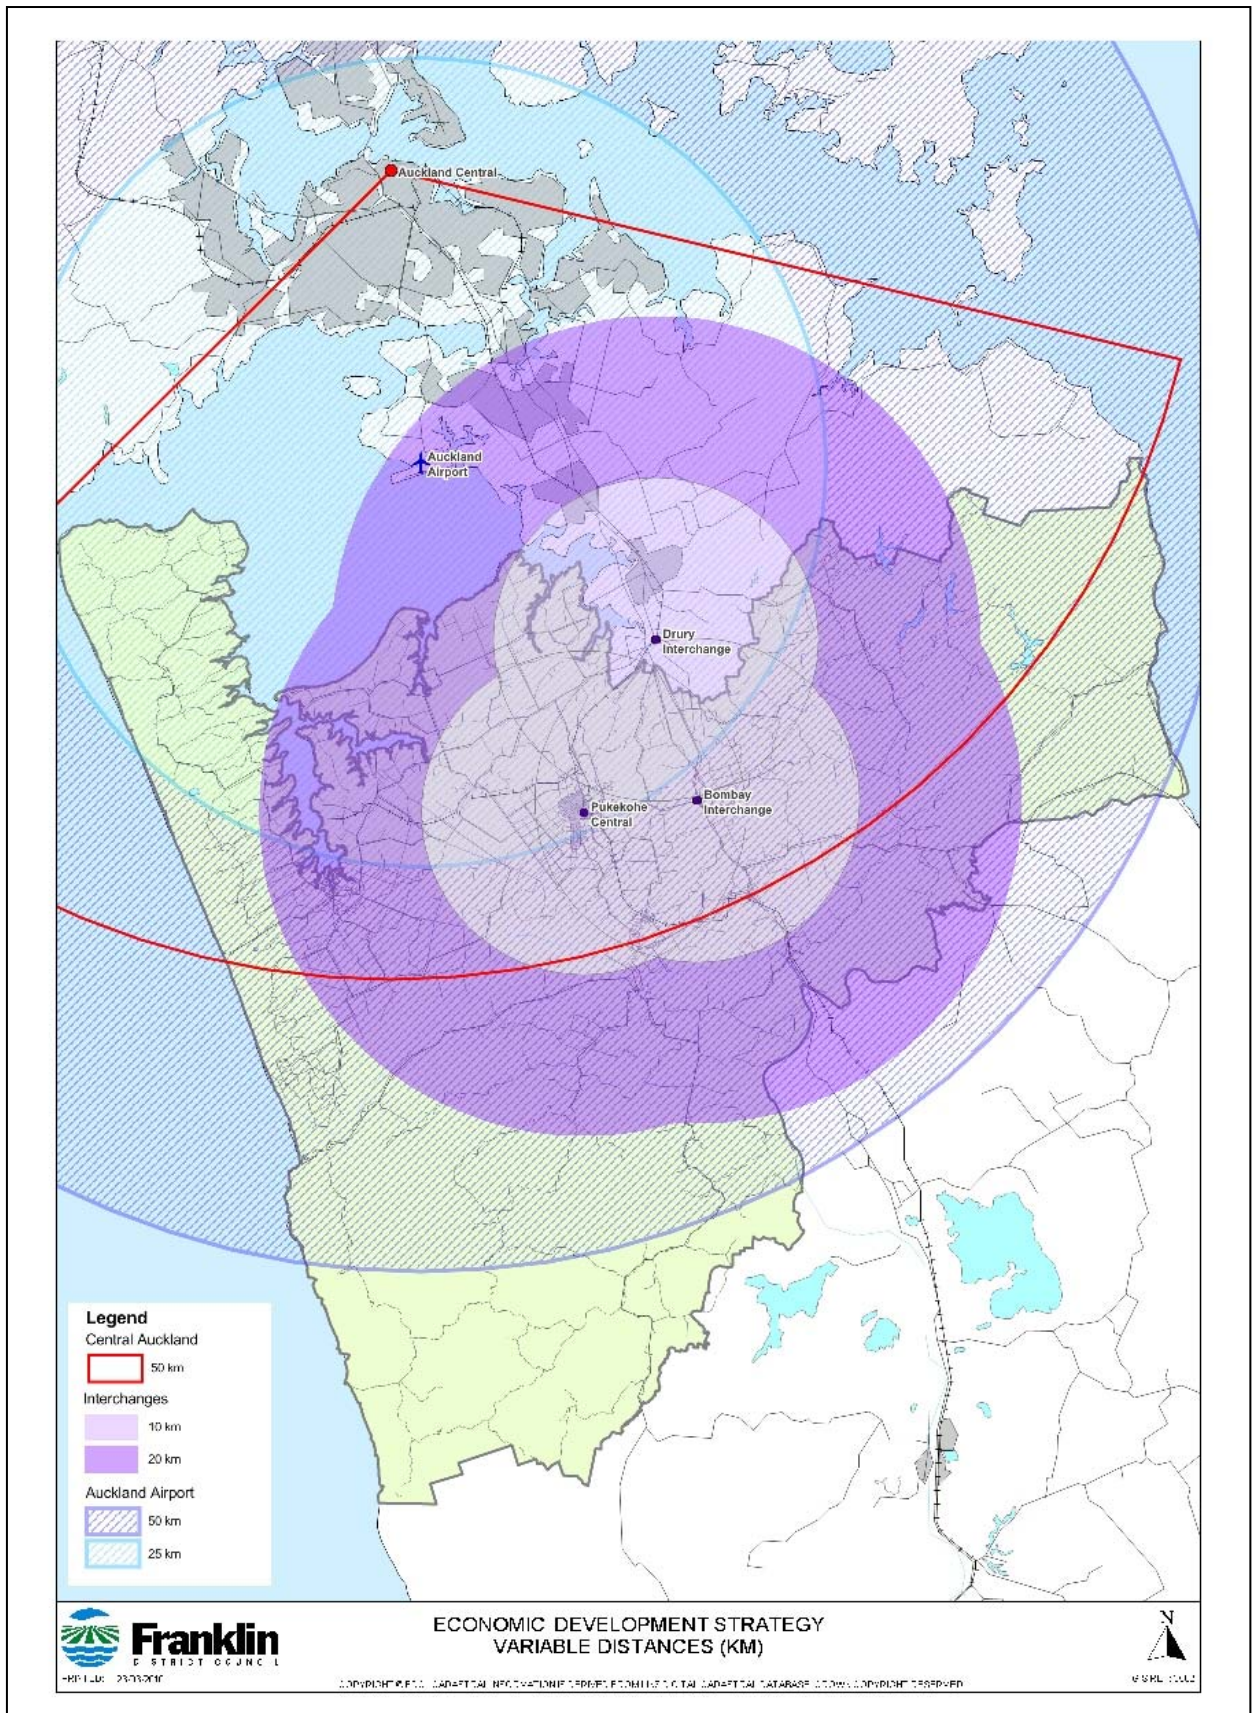 Auckland Central
Auckland
Airport
Drury
Interchange
Pukekohe
Central
Bombay
Interchange
Legend
Central Auckland
50 km
Interchanges
10 km
20 km
Auckland Airport
50 km
25 km
Franklin
DISTRICT COUNCIL
ECONOMIC DEVELOPMENT STRATEGY
VARIABLE DISTANCES (KM)
N